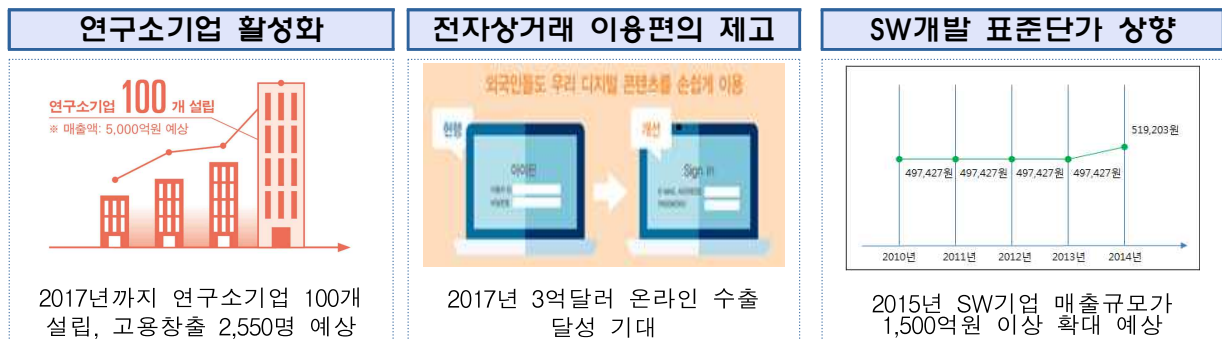 연구소기업 활성화
연구소기업 100 개 설립
※ 매출액: 5,000억원 예상
2017년까지 연구소기업 100개
설립, 고용창출 2,550명 예상
전자상거래 이용편의 제고
외국인들도 우리 디지털 콘텐츠를 손쉽게 이용
현행
개선
아이핀
Sign in
E-MAIL ADDRESS
PASSWORD
2017년 3억달러 온라인 수출
달성 기대
SW개발 표준단가 상향
519,203원
497,427원 497,427원 497,427원 497,427원
2010년 2011년 2012년 2013년 2014년
2015년 SW기업 매출규모가
1,500억원 이상 확대 예상